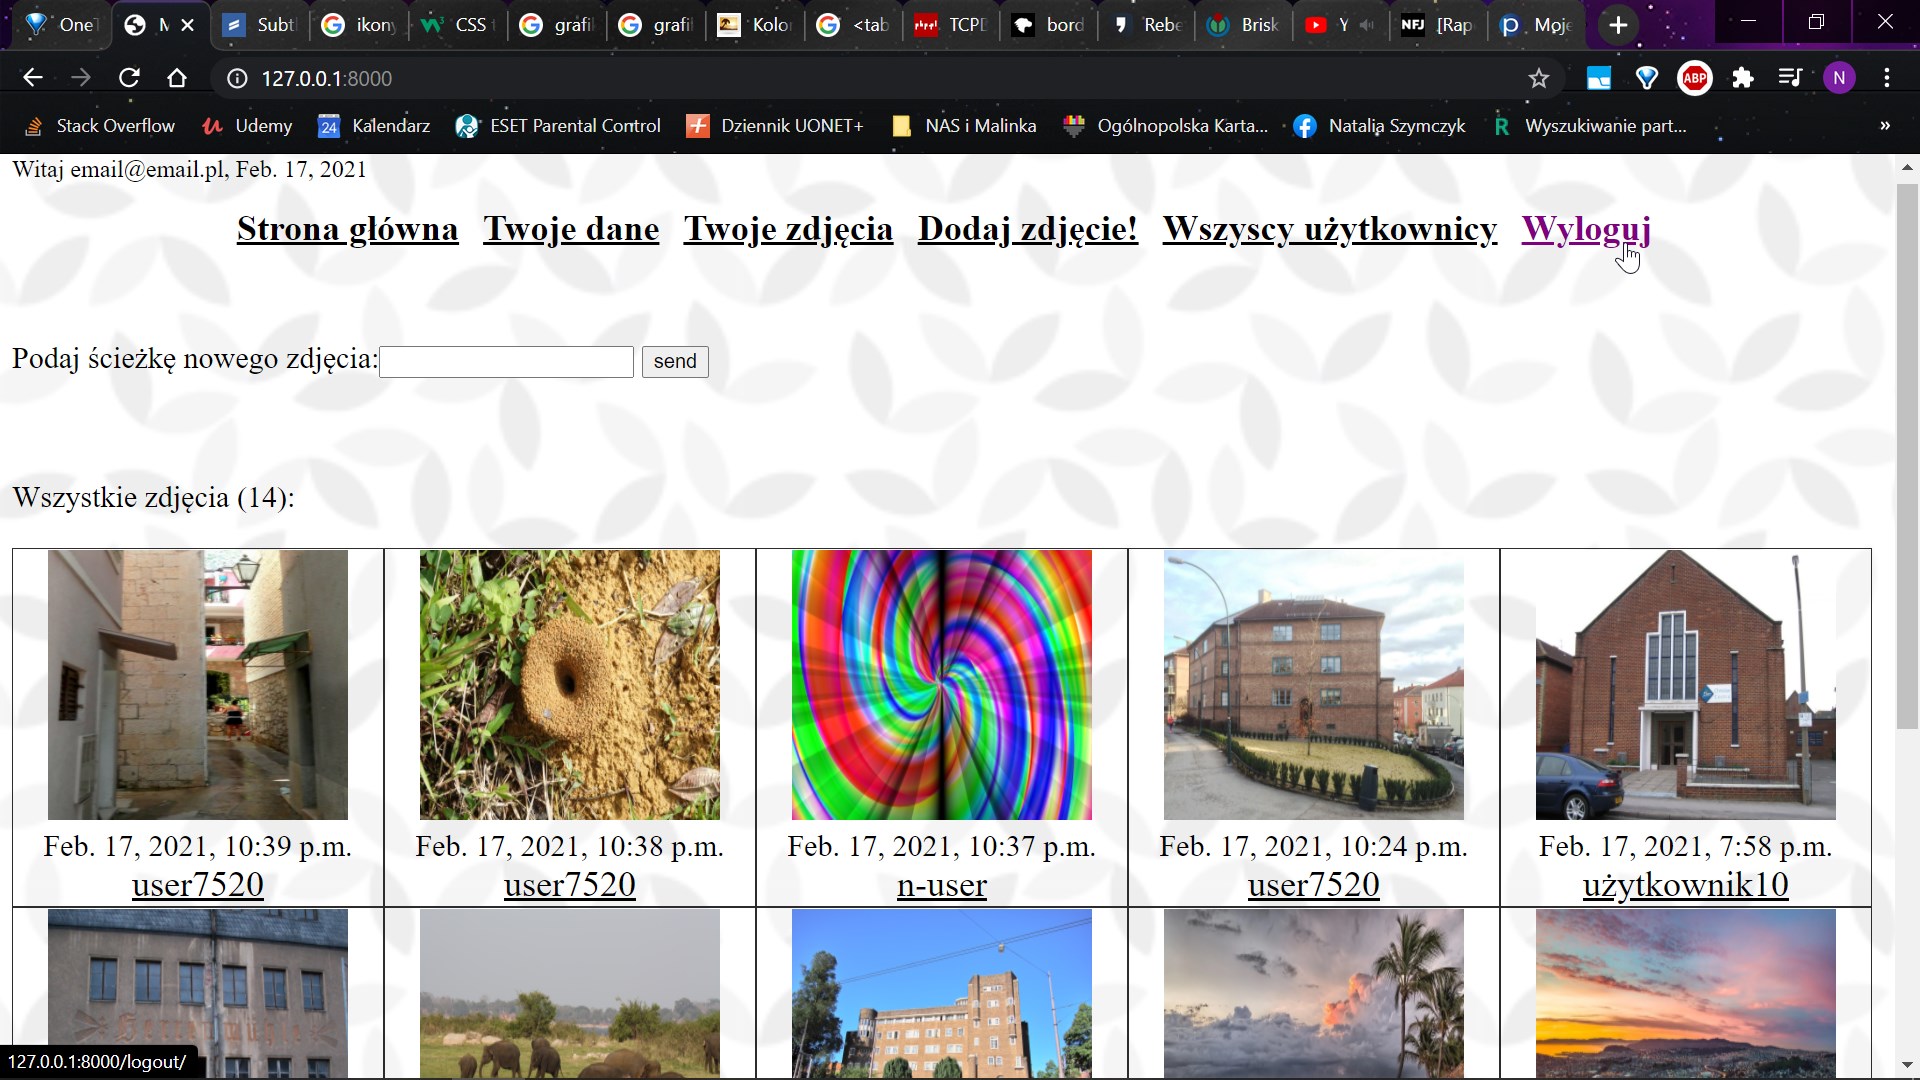 OneT
M
Subtl
ikony
CSS
grafi
grafi
Kolo
<tab
TCPD
bord
Rebe
Brisk
Y
[Rap
Moje
127.0.0.1:8000
ABP
N
Stack Overflow
Udemy
24 Kalendarz
ESET Parental Control
Dziennik UONET+
NAS i Malinka
Ogólnopolska Karta...
Natalia Szymczyk
R Wyszukiwanie part...
»
Witaj email@email.pl, Feb. 17, 2021
Strona główna Twoje dane Twoje zdjęcia Dodaj zdjęcie! Wszyscy użytkownicy Wyloguj
Podaj ścieżkę nowego zdjęcia: send
Wszystkie zdjęcia (14):
Feb. 17, 2021, 10:39 p.m.
user7520
Feb. 17, 2021, 10:38 p.m.
user7520
Feb. 17, 2021, 10:37 p.m.
n-user
Feb. 17, 2021, 10:24 p.m.
user7520
Feb. 17, 2021, 7:58 p.m.
użytkownik10
127.0.0.1:8000/logout/